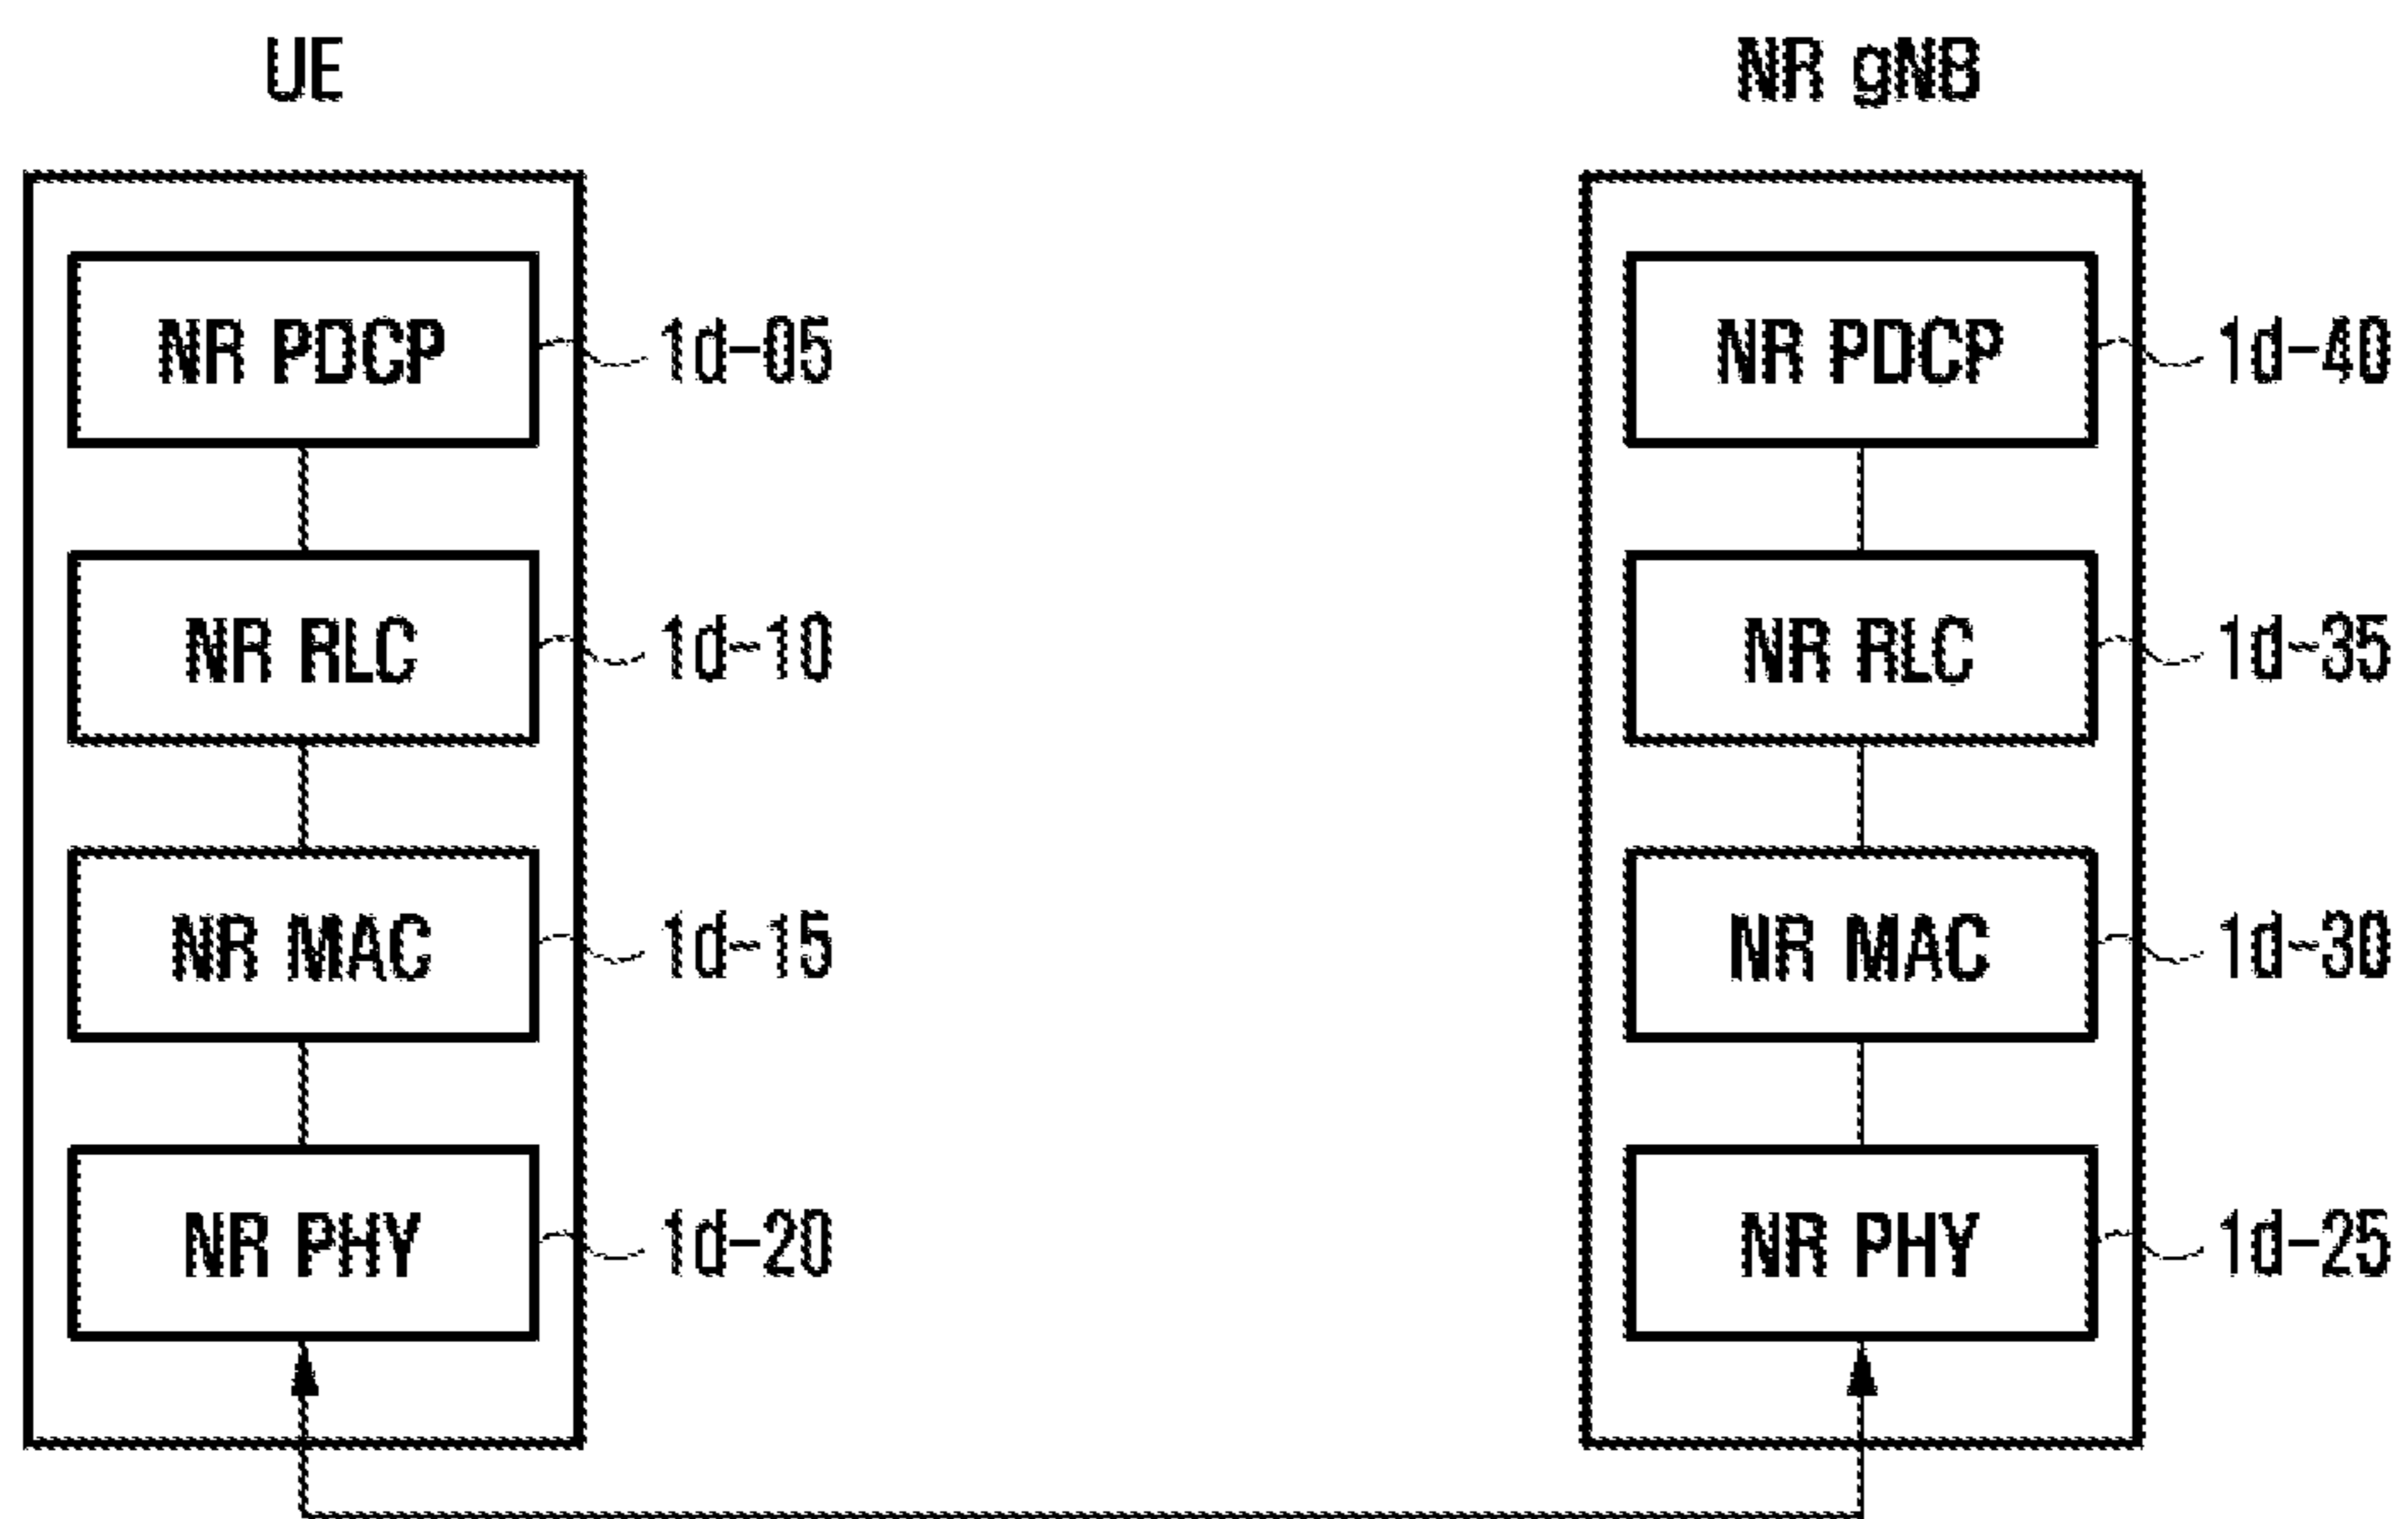 UE
NR gNB
NR PDCP 1d-05
NR PDCP 1d-40
NR RLC 1d-10
NR RLC 1d-35
NR MAC 1d-15
NR MAC 1d-30
NR PHY 1d-20
NR PHY 1d-25